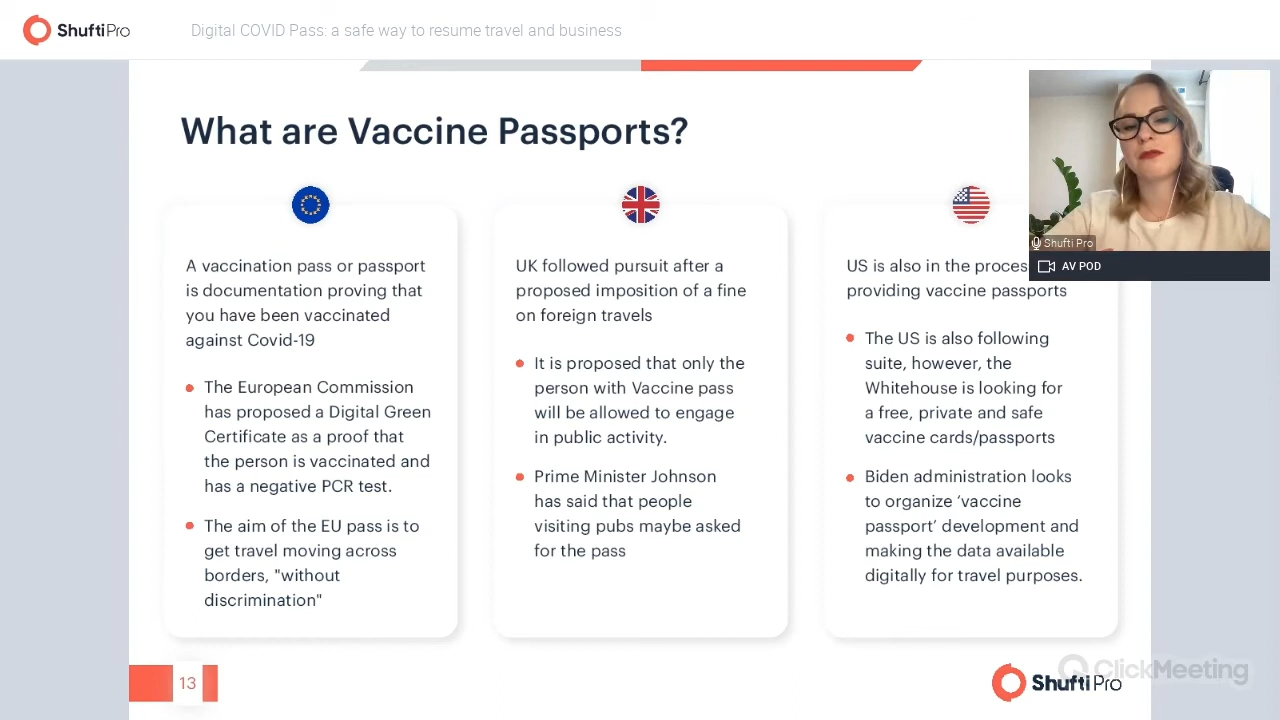 ShuftiPro
Digital COVID Pass: a safe way to resume travel and business
What are Vaccine Passports?
A vaccination pass or passport
is documentation proving that
you have been vaccinated
against Covid-19
The European Commission
has proposed a Digital Green
Certificate as a proof that
the person is vaccinated and
has a negative PCR test.
The aim of the EU pass is to
get travel moving across
borders, "without
discrimination"
UK followed pursuit after a
proposed imposition of a fine
on foreign travels
It is proposed that only the
person with Vaccine pass
will be allowed to engage
in public activity.
Prime Minister Johnson
has said that people
visiting pubs maybe asked
for the pass
US is also in the
providing vaccine passports
The US is also following
suite, however, the
Whitehouse is looking for
a free, private and safe
vaccine cards/passports
Biden administration looks
to organize ‘vaccine
passport’ development and
making the data available
digitally for travel purposes.
Shufti Pro
AV POD
13
ShuftiPro
ClickMeeting